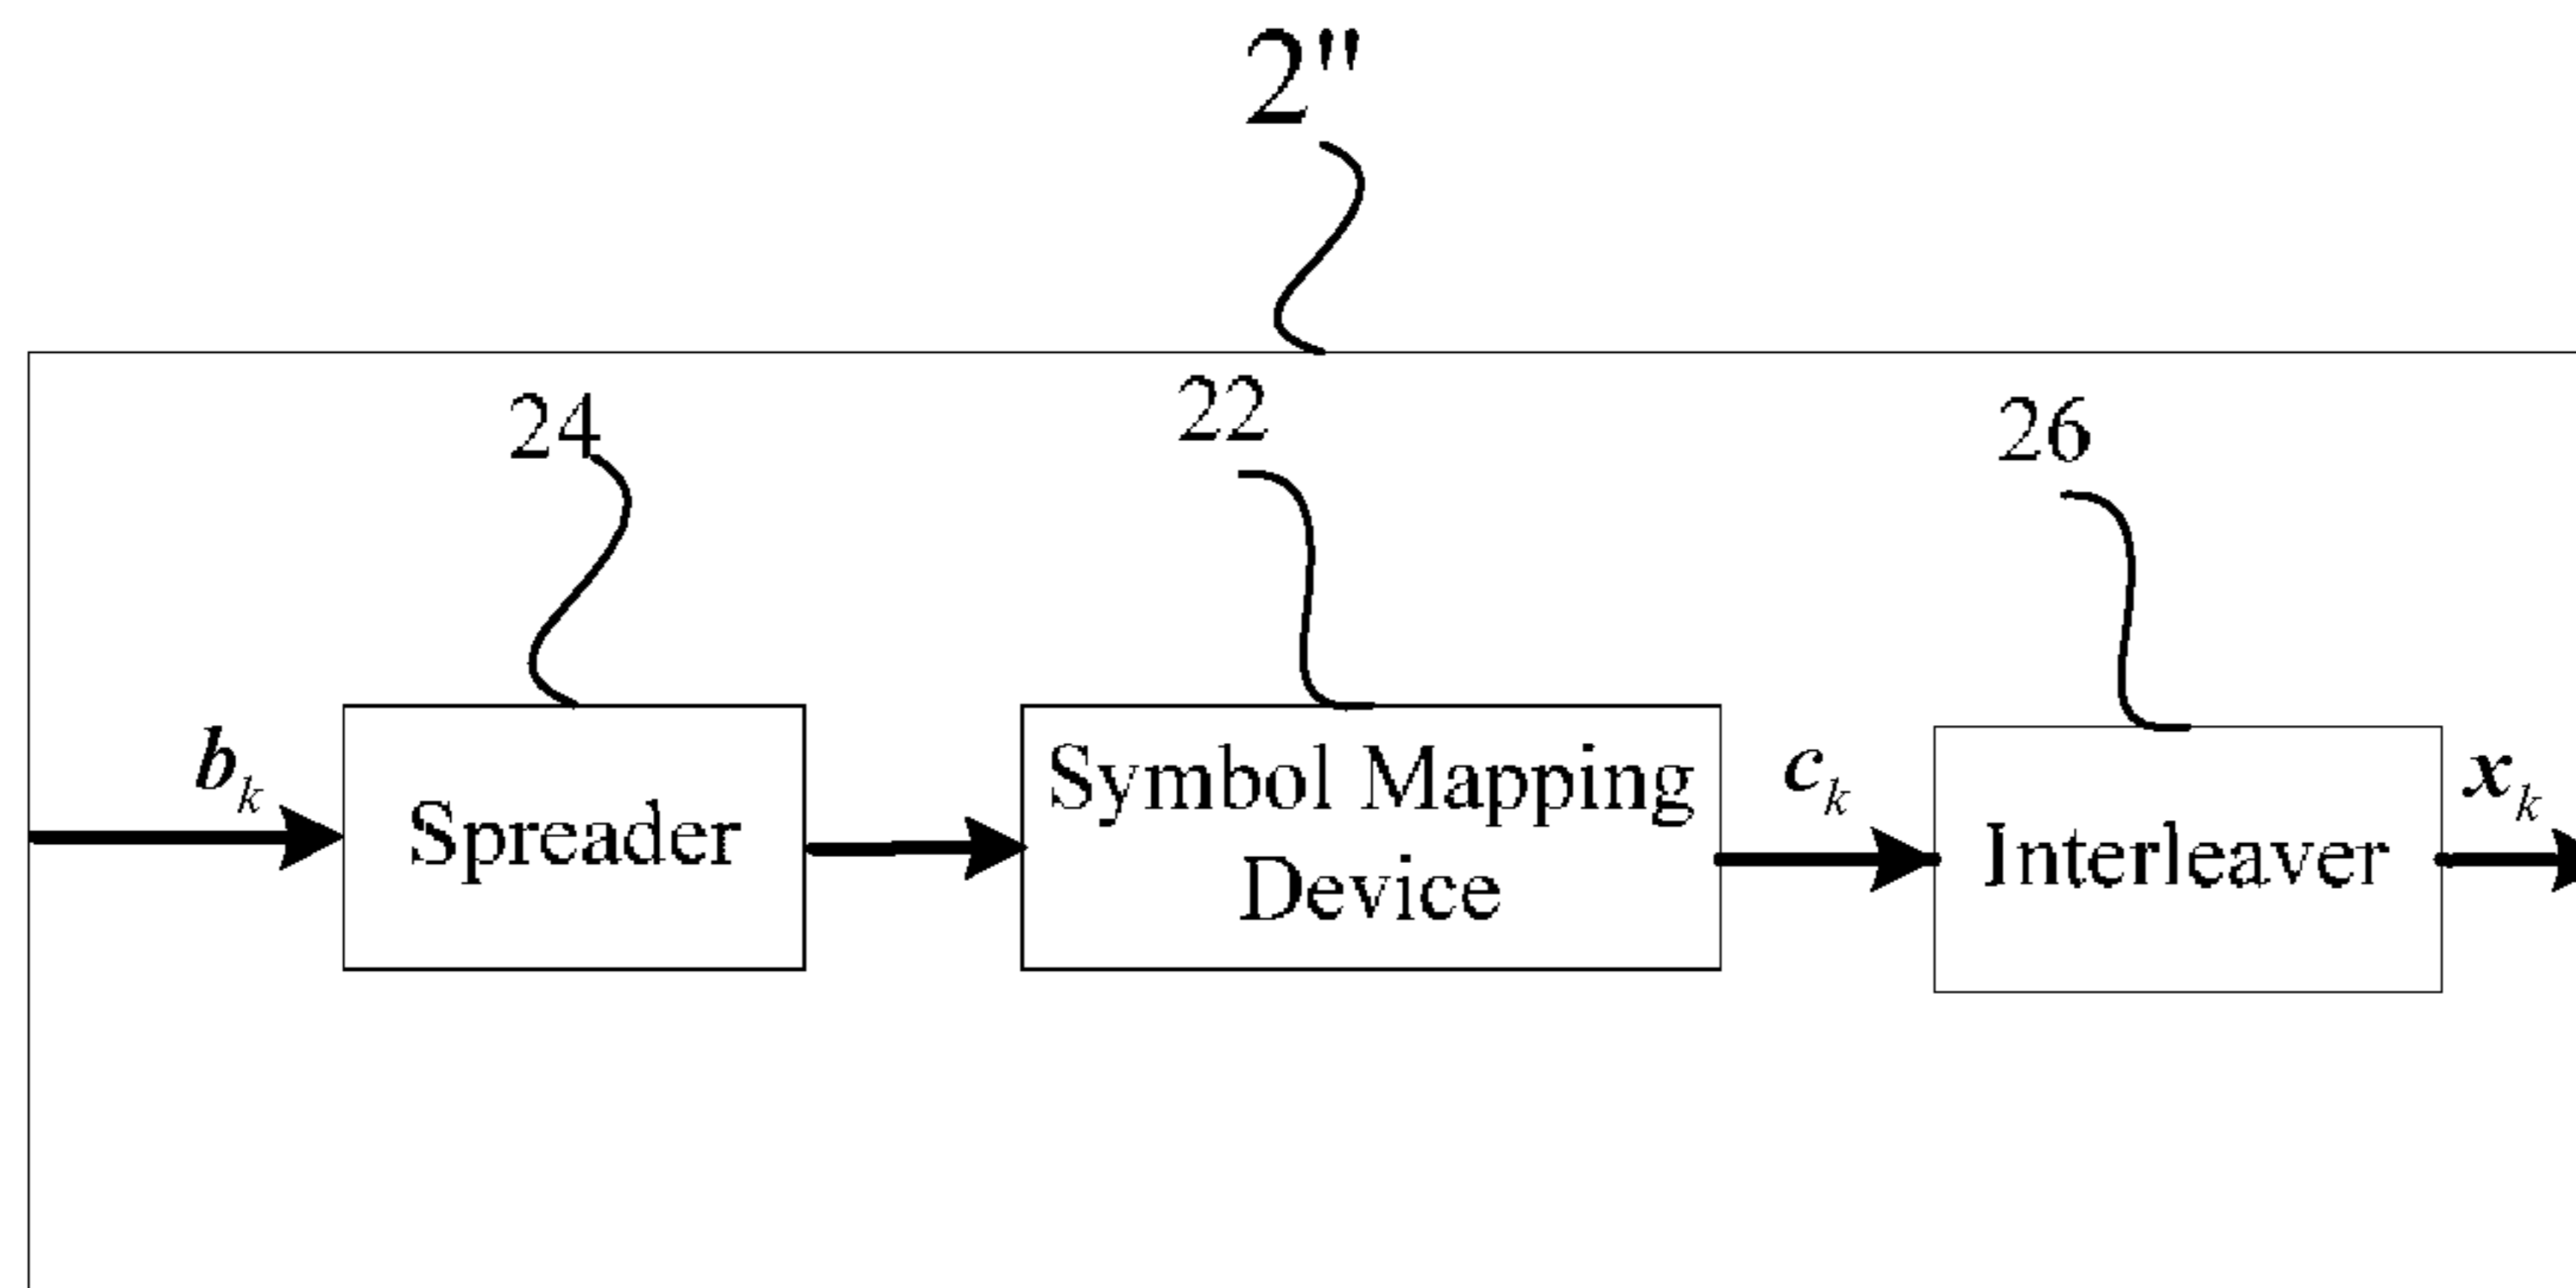 2"
24
22
26
b_k
Spreader
Symbol Mapping
Device
c_k
Interleaver
x_k